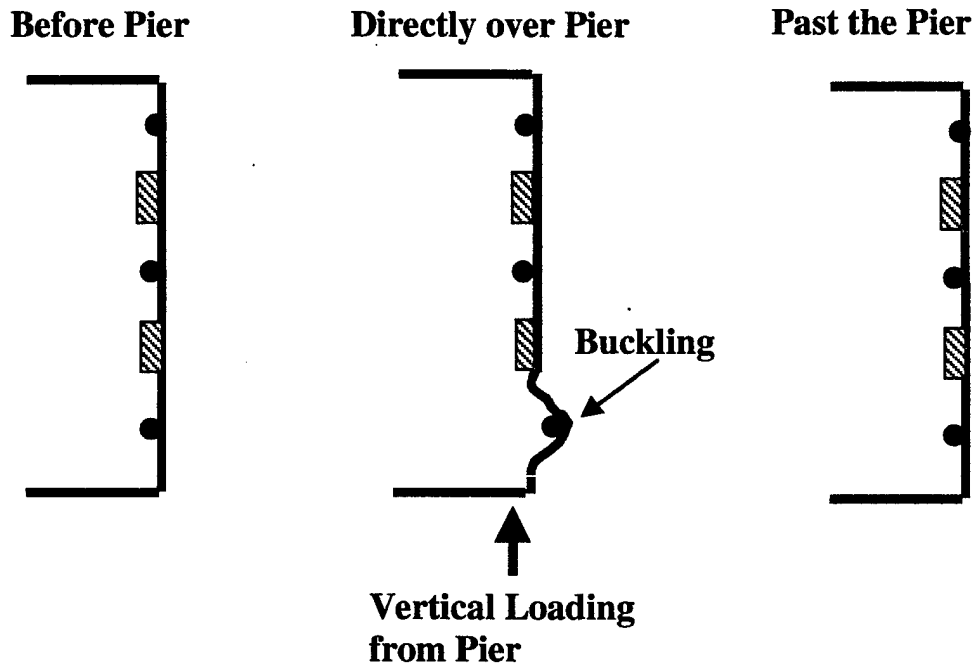 Before Pier
Directly over Pier
Past the Pier
Buckling
Vertical Loading
from Pier